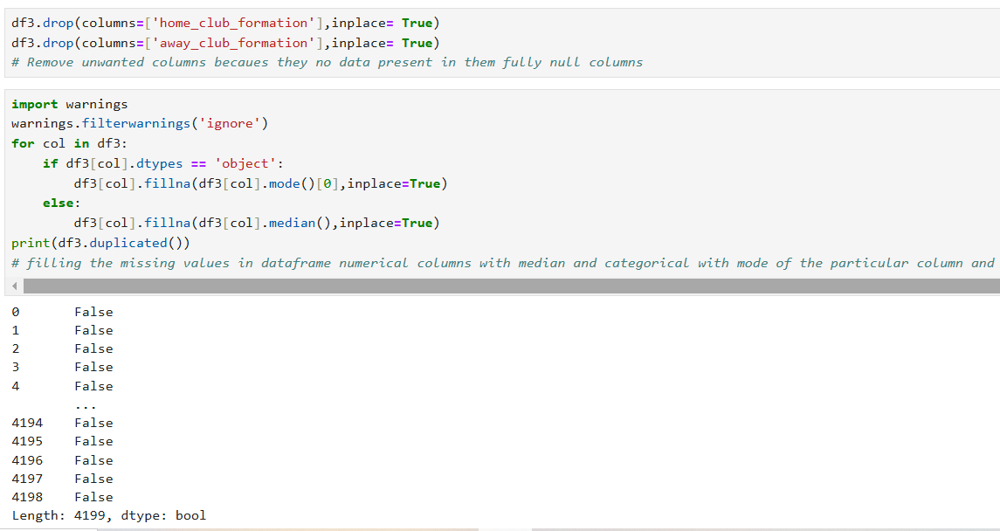 df3.drop(columns=['home_club_formation'],inplace= True)
df3.drop(columns=['away_club_formation'],inplace= True)
# Remove unwanted columns becaues they no data present in them fully null columns
import warnings
warnings.filterwarnings('ignore')
for col in df3:
    if df3[col].dtypes == 'object':
        df3[col].fillna(df3[col].mode()[0],inplace=True)
    else:
        df3[col].fillna(df3[col].median(),inplace=True)
print(df3.duplicated())
# filling the missing values in dataframe numerical columns with median and categorical with mode of the particular column and
0       False
1       False
2       False
3       False
4       False
        ...
4194    False
4195    False
4196    False
4197    False
4198    False
Length: 4199, dtype: bool